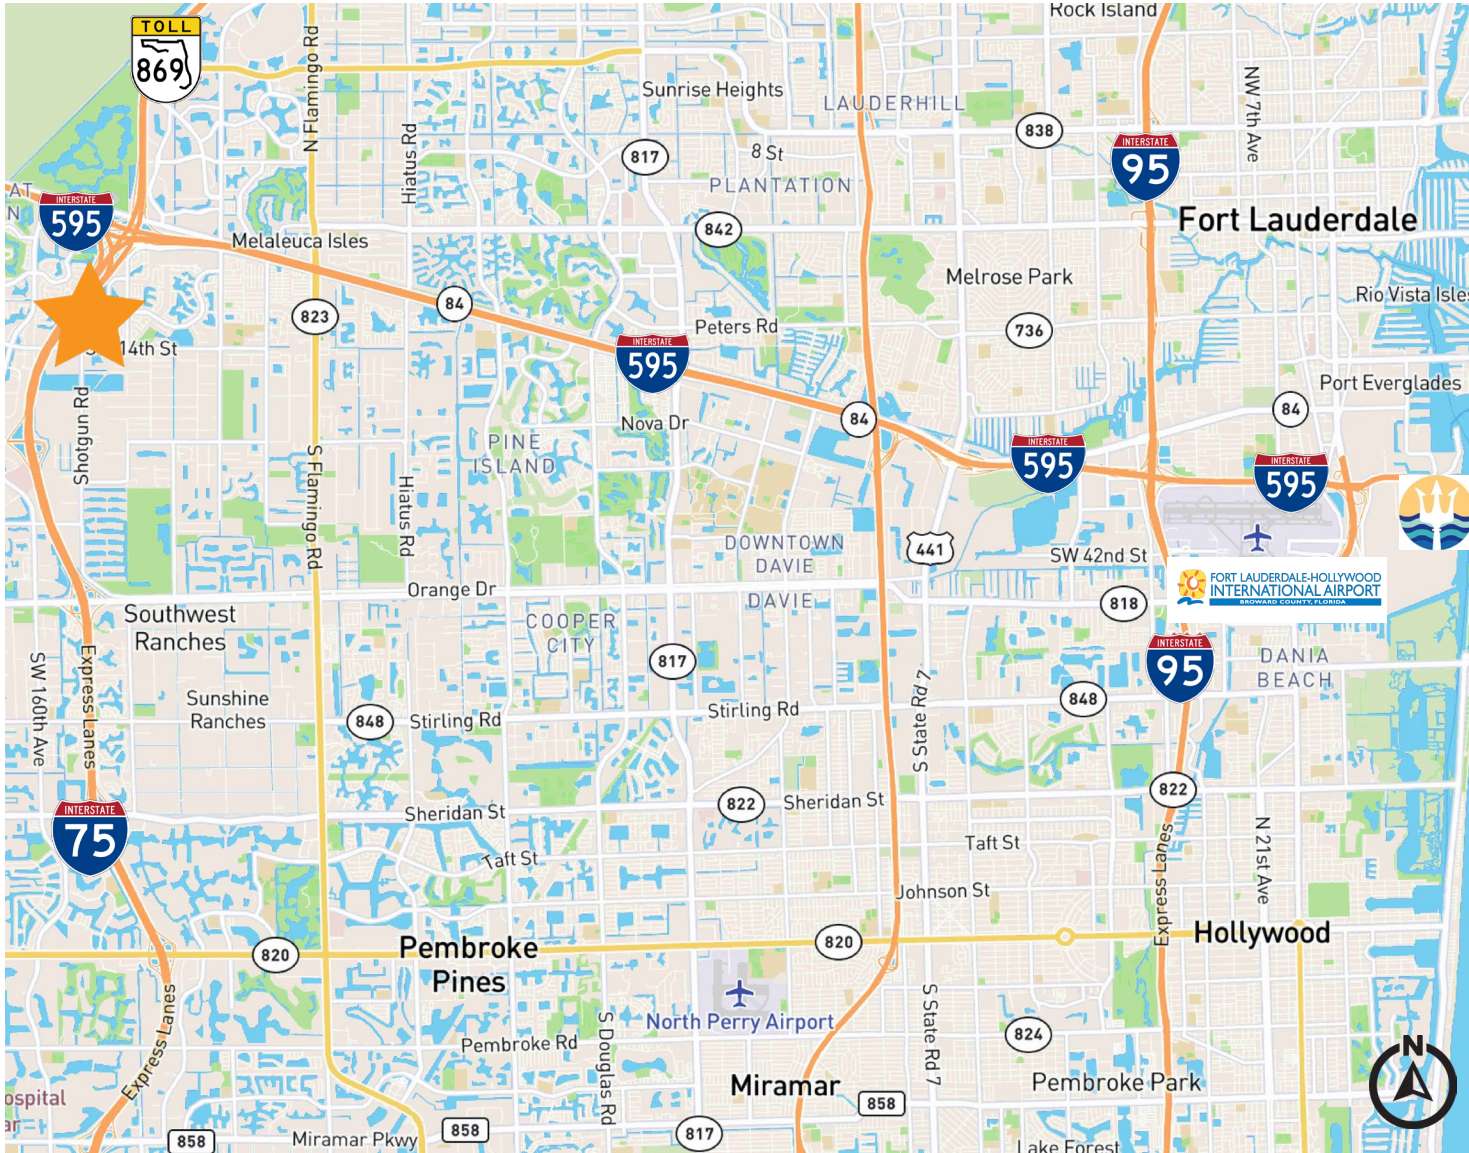 Rock Island
TOLL
869
N Flamingo Rd
Sunrise Heights
LAUDERHILL
NW 7th Ave
Hiatus Rd
838
817
8 St
INTERSTATE
95
PLANTATION
AT
N
INTERSTATE
595
Melaleuca Isles
842
Fort Lauderdale
Melrose Park
Rio Vista Isles
84
823
Peters Rd
736
14th St
INTERSTATE
595
Port Everglades
Shotgun Rd
Nova Dr
84
84
PINE
ISLAND
INTERSTATE
595
INTERSTATE
595
S Flamingo Rd
Hiatus Rd
DOWNTOWN
DAVIE
441
SW 42nd St
FORT LAUDERDALE-HOLLYWOOD
INTERNATIONAL AIRPORT
BROWARD COUNTY, FLORIDA
Orange Dr
DAVIE
818
Southwest
Ranches
COOPER
CITY
817
INTERSTATE
95
DANIA
BEACH
SW 160th Ave
Express Lanes
Sunshine
Ranches
848
Stirling Rd
Stirling Rd
S State Rd 7
848
INTERSTATE
75
Sheridan St
822
Sheridan St
822
Taft St
Taft St
Express Lanes
N 21st Ave
Johnson St
820
Pembroke
Pines
820
Hollywood
Express Lanes
North Perry Airport
S Douglas Rd
S State Rd 7
824
Pembroke Rd
N
Miramar
858
Pembroke Park
ospital
ar
858
Miramar Pkwy
858
817
Lake Forest